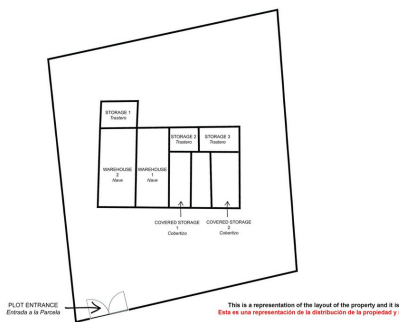 STORAGE 1
Trastero
STORAGE 2
Trastero
STORAGE 3
Trastero
WAREHOUSE
2
Nave
WAREHOUSE
1
Nave
COVERED STORAGE
1
Cobertizo
COVERED STORAGE
2
Cobertizo
PLOT ENTRANCE
Entrada a la Parcela
This is a representation of the layout of the property and it is
Esta es una representación de la distribución de la propiedad y